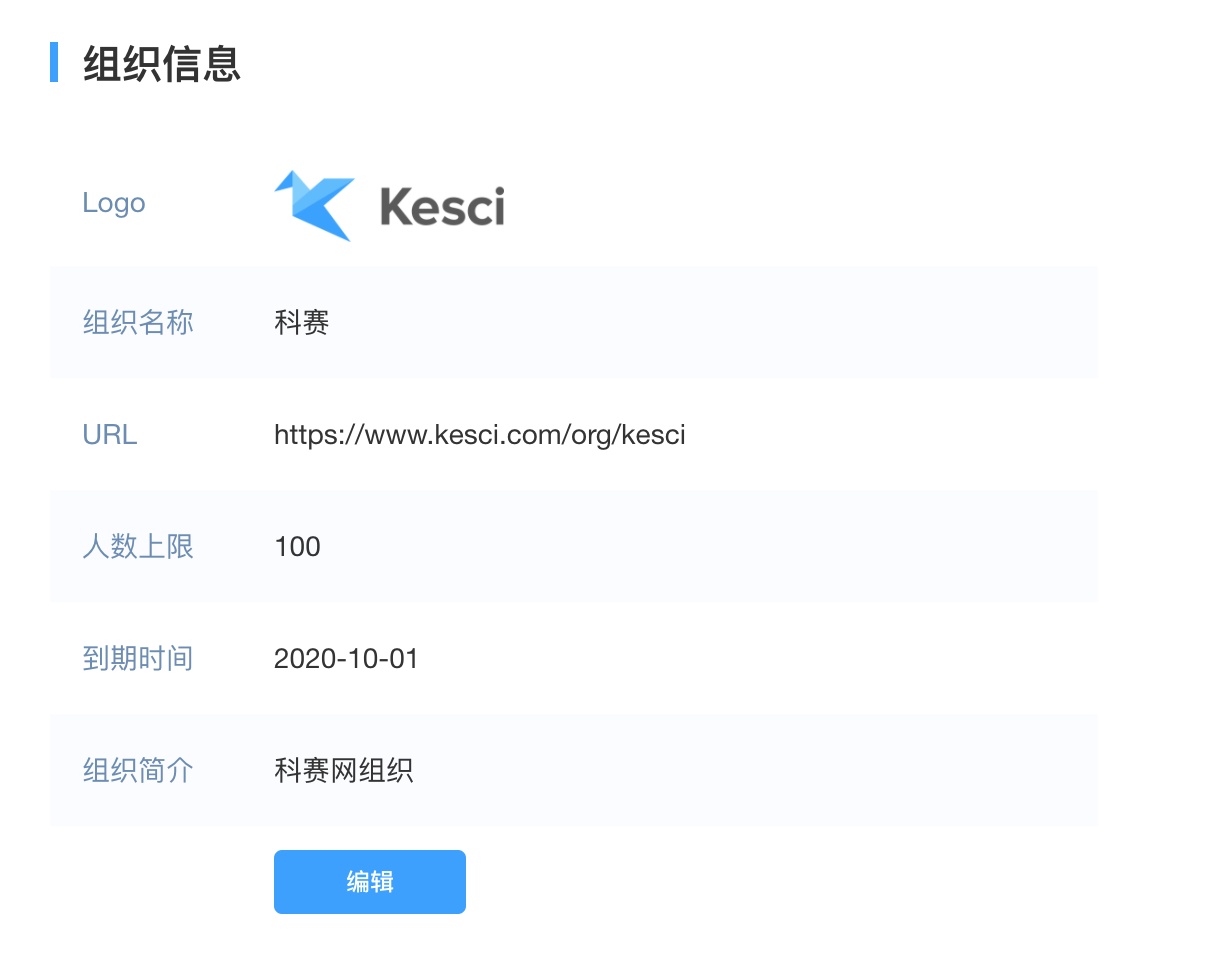 组织信息
Logo Kesci
组织名称 科赛
URL https://www.kesci.com/org/kesci
人数上限 100
到期时间 2020-10-01
组织简介 科赛网组织
编辑